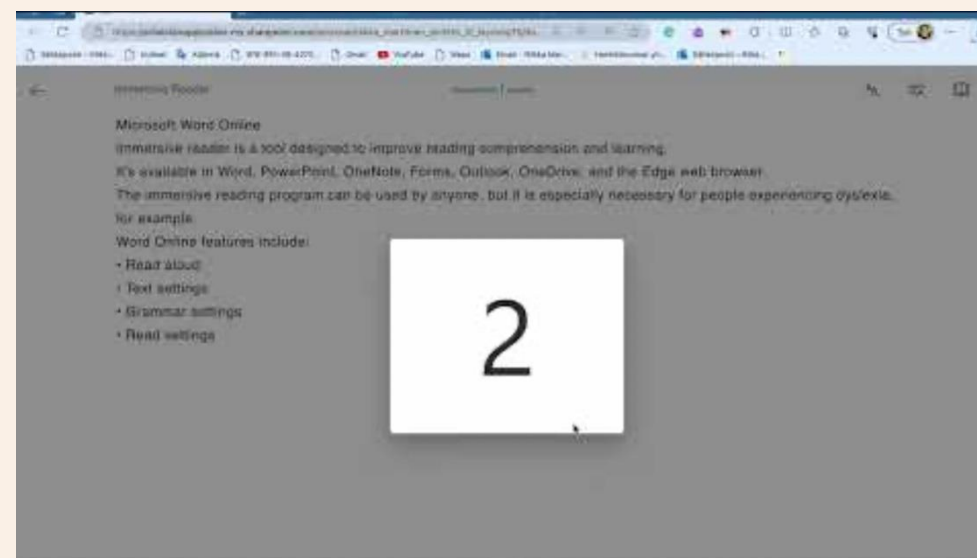 Gmail
YouTube
Immersive Reader
Microsoft Word Online
Immersive reader is a tool designed to improve reading comprehension and learning.
It's available in Word, PowerPoint, OneNote, Forms, Outlook, OneDrive, and the Edge web browser.
The immersive reading program can be used by anyone, but it is especially necessary for people experiencing dyslexia,
for example.
Word Online features include:
• Read aloud
• Text settings
• Grammar settings
• Read settings
2